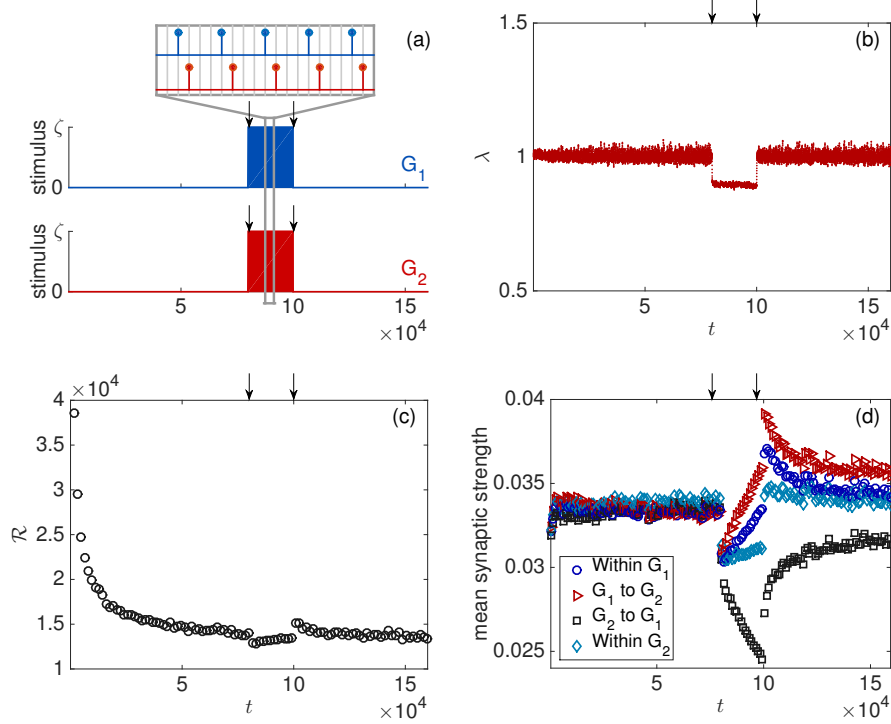 (a)
ζ
stimulus
0
G1
ζ
stimulus
0
G2
5 10 15
×10^4
(b)
1.5
λ 1
0.5
5 10 15
t ×10^4
×10^4
(c)
4
3.5
3
R 2.5
2
1.5
1
5 10 15
t ×10^4
(d)
0.04
0.035
mean synaptic strength
0.03
0.025
Within G1
G1 to G2
G2 to G1
Within G2
5 10 15
t ×10^4